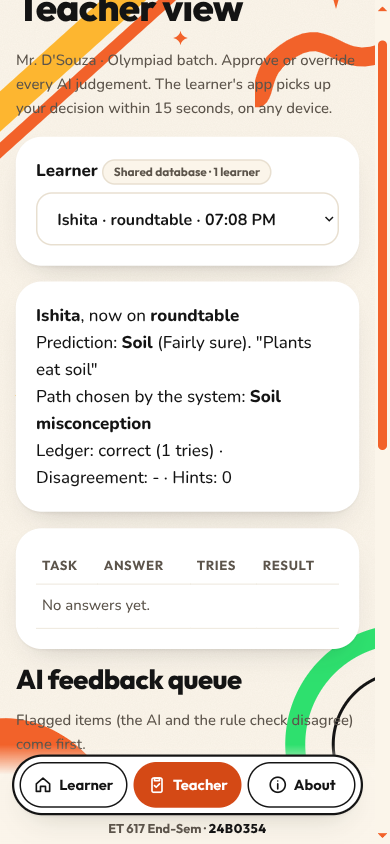 Teacher view
Mr. D'Souza · Olympiad batch. Approve or override
every AI judgement. The learner's app picks up
your decision within 15 seconds, on any device.
Learner Shared database · 1 learner
Ishita · roundtable · 07:08 PM
Ishita, now on roundtable
Prediction: Soil (Fairly sure). "Plants
eat soil"
Path chosen by the system: Soil
misconception
Ledger: correct (1 tries) ·
Disagreement: - · Hints: 0
TASK ANSWER TRIES RESULT
No answers yet.
AI feedback queue
Flagged items (the AI and the rule check disagree)
come first.
Learner Teacher About
ET 617 End-Sem · 24B0354